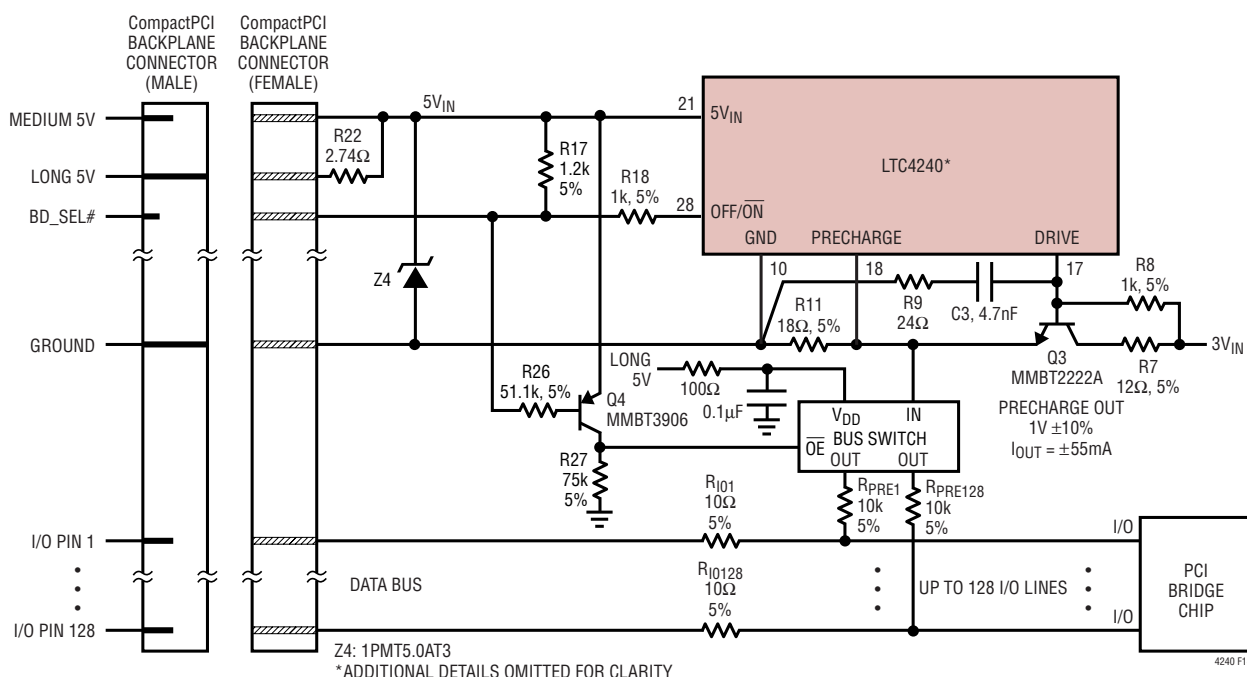 CompactPCI
BACKPLANE
CONNECTOR
(MALE)
CompactPCI
BACKPLANE
CONNECTOR
(FEMALE)
MEDIUM 5V
5VIN
21
5VIN
R22
2.74Ω
R17
1.2k
5%
LTC4240*
LONG 5V
R18
1k, 5%
BD_SEL#
28
OFF/ON
GND
PRECHARGE
DRIVE
10
18
17
Z4
R9
24Ω
C3, 4.7nF
R8
1k, 5%
R11
18Ω, 5%
GROUND
3VIN
Q3
MMBT2222A
R7
12Ω, 5%
LONG
5V
100Ω
0.1µF
R26
51.1k, 5%
Q4
MMBT3906
PRECHARGE OUT
1V ±10%
IOUT = ±55mA
VDD
IN
BUS SWITCH
OE
OUT
OUT
R27
75k
5%
RIO1
10Ω
5%
RPRE1
10k
5%
RPRE128
10k
5%
I/O PIN 1
I/O
DATA BUS
RIO128
10Ω
5%
UP TO 128 I/O LINES
PCI
BRIDGE
CHIP
I/O PIN 128
I/O
Z4: 1PMT5.0AT3
*ADDITIONAL DETAILS OMITTED FOR CLARITY
4240 F1